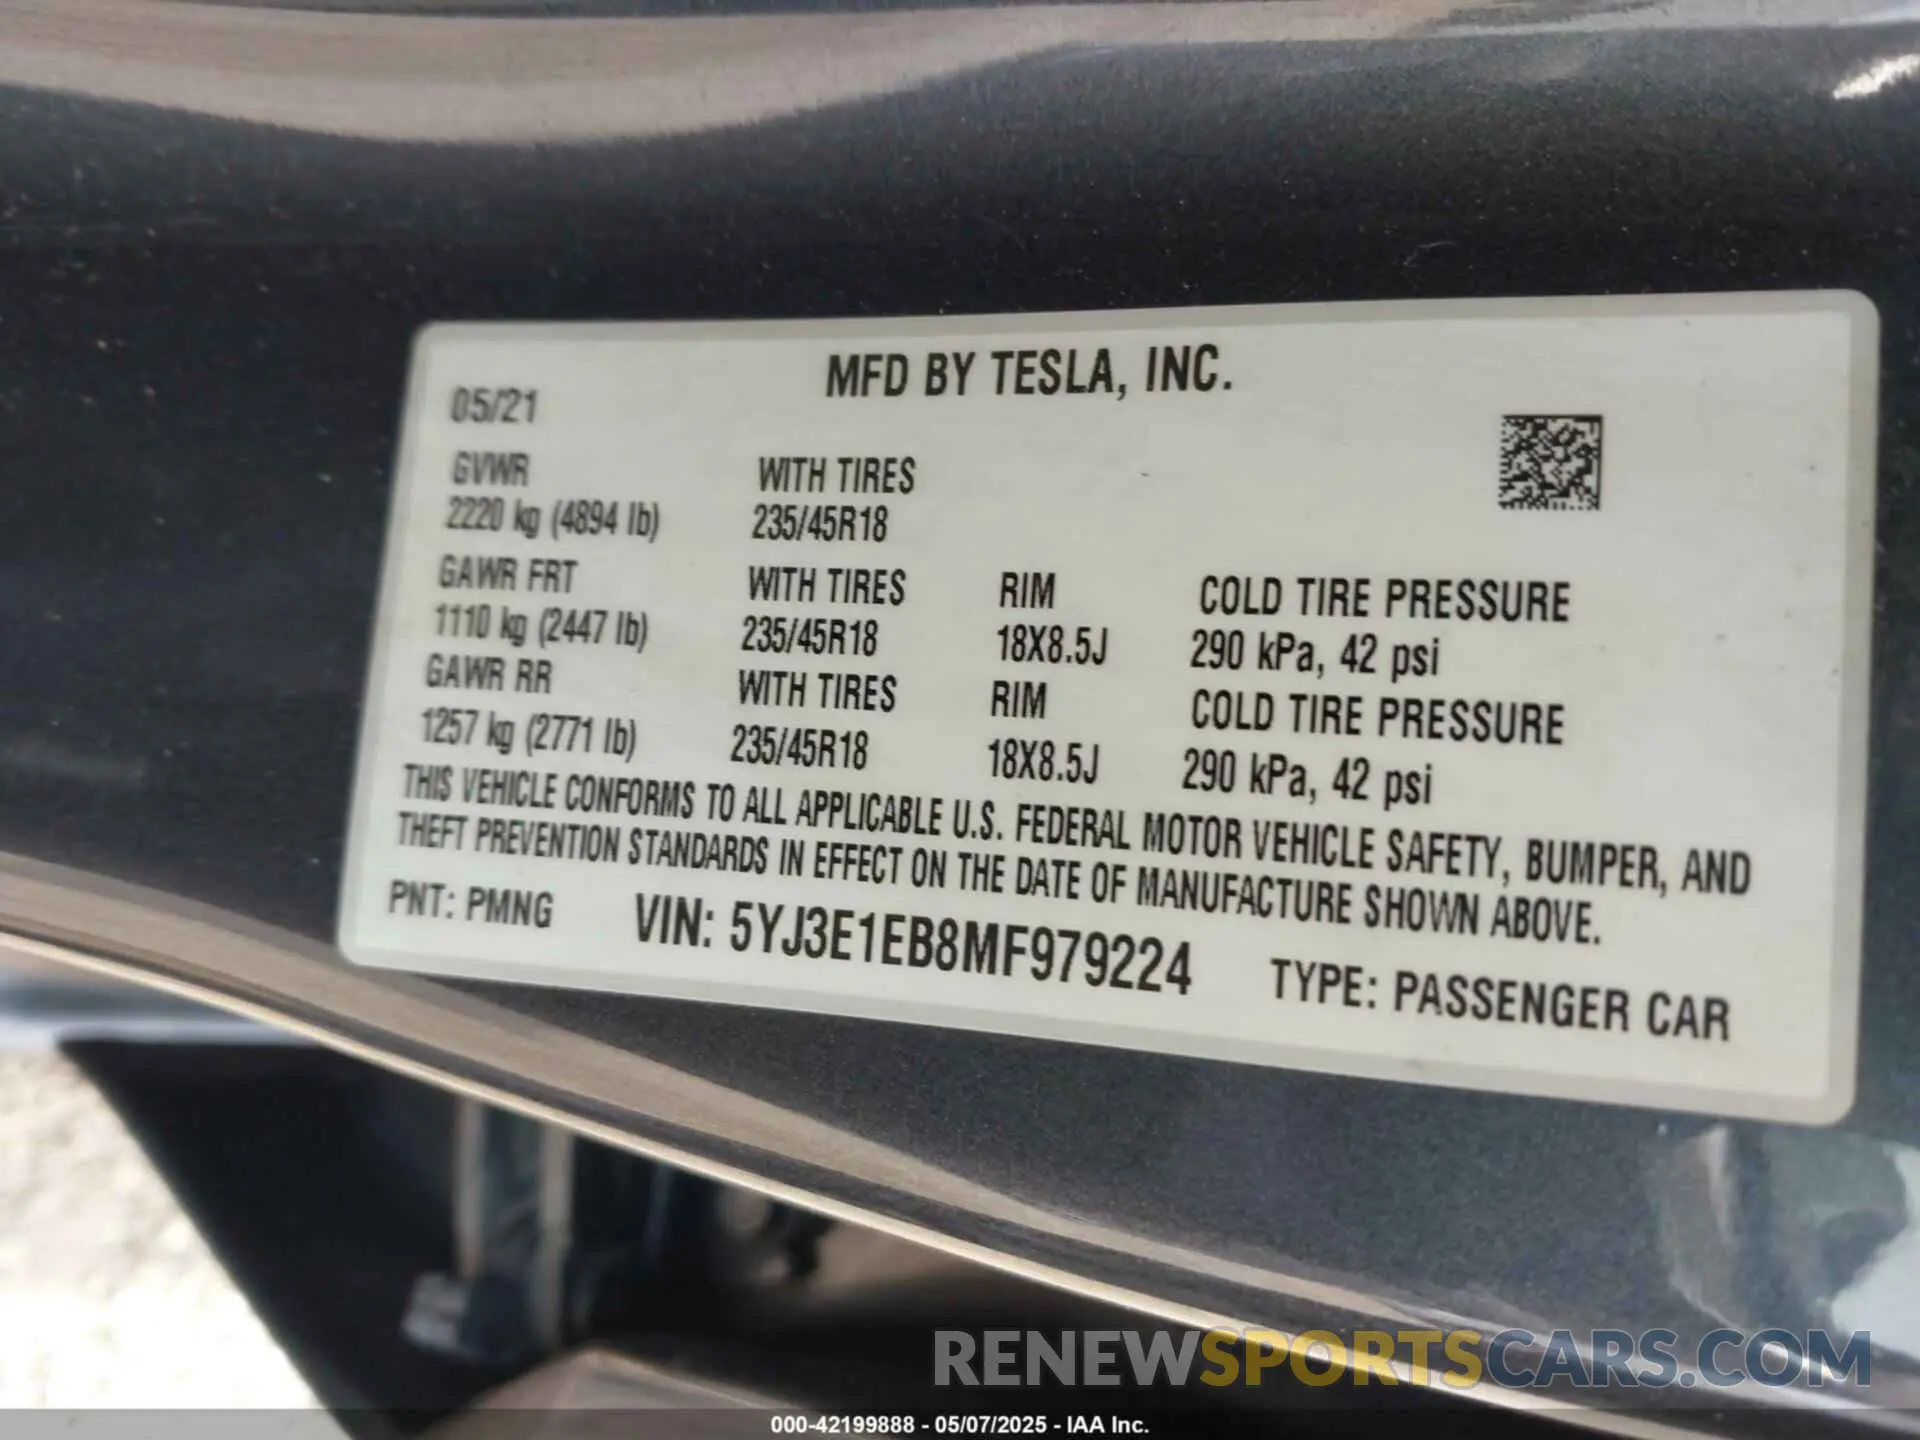 MFD BY TESLA, INC.
05/21
GVWR WITH TIRES
2220 kg (4894 lb) 235/45R18
GAWR FRT WITH TIRES RIM COLD TIRE PRESSURE
1110 kg (2447 lb) 235/45R18 18X8.5J 290 kPa, 42 psi
GAWR RR WITH TIRES RIM COLD TIRE PRESSURE
1257 kg (2771 lb) 235/45R18 18X8.5J 290 kPa, 42 psi
THIS VEHICLE CONFORMS TO ALL APPLICABLE U.S. FEDERAL MOTOR VEHICLE SAFETY, BUMPER, AND
THEFT PREVENTION STANDARDS IN EFFECT ON THE DATE OF MANUFACTURE SHOWN ABOVE.
PNT: PMNG VIN: 5YJ3E1EB8MF979224 TYPE: PASSENGER CAR
RENEWSPORTSCARS.COM
000-42199888 - 05/07/2025 - IAA Inc.